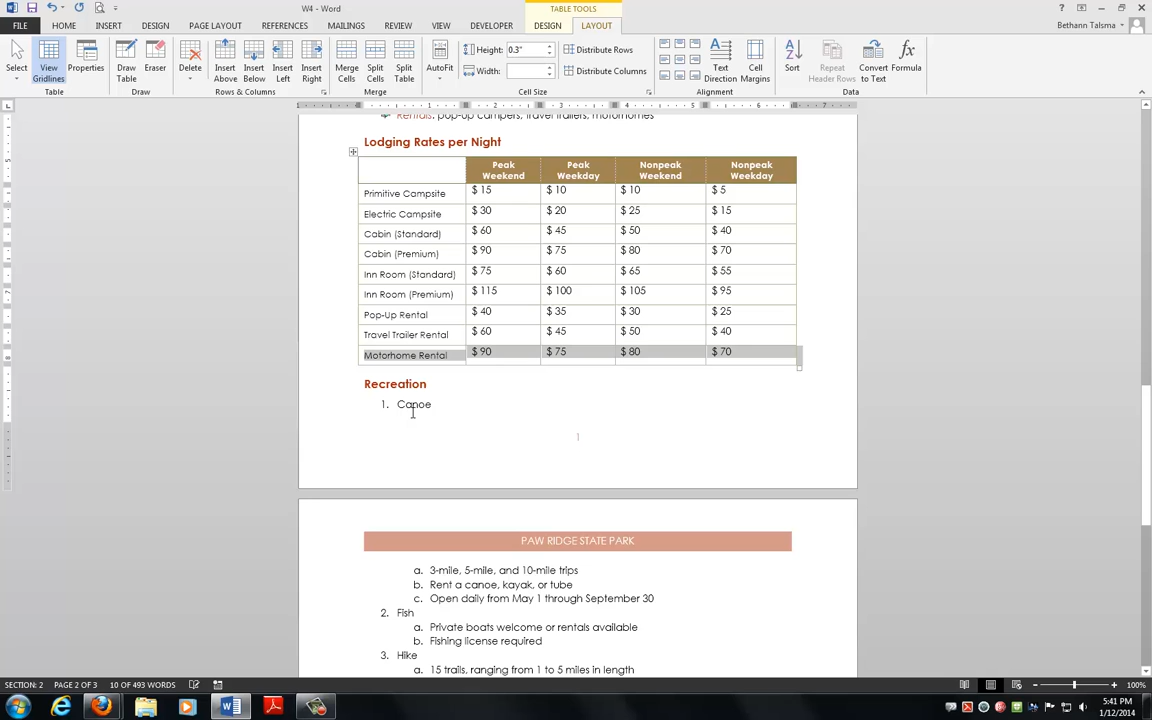 W4 - Word
TABLE TOOLS
Bethann Talsma
FILE HOME INSERT DESIGN PAGE LAYOUT REFERENCES MAILINGS REVIEW VIEW DEVELOPER DESIGN LAYOUT
Select
View Gridlines
Properties
Draw Table
Eraser
Delete
Insert Above
Insert Below
Insert Left
Insert Right
Merge Cells
Split Cells
Split Table
AutoFit
Height: 0.3"
Width:
Distribute Rows
Distribute Columns
Text Direction
Cell Margins
Sort
Repeat Header Rows
Convert to Text
Formula
Table Draw Rows & Columns Merge Cell Size Alignment Data
Rentals: pop-up campers, travel trailers, motorhomes
Lodging Rates per Night
Peak Weekend Peak Weekday Nonpeak Weekend Nonpeak Weekday
Primitive Campsite $ 15 $ 10 $ 10 $ 5
Electric Campsite $ 30 $ 20 $ 25 $ 15
Cabin (Standard) $ 60 $ 45 $ 50 $ 40
Cabin (Premium) $ 90 $ 75 $ 80 $ 70
Inn Room (Standard) $ 75 $ 60 $ 65 $ 55
Inn Room (Premium) $ 115 $ 100 $ 105 $ 95
Pop-Up Rental $ 40 $ 35 $ 30 $ 25
Travel Trailer Rental $ 60 $ 45 $ 50 $ 40
Motorhome Rental $ 90 $ 75 $ 80 $ 70
Recreation
1. Canoe
1
PAW RIDGE STATE PARK
a. 3-mile, 5-mile, and 10-mile trips
b. Rent a canoe, kayak, or tube
c. Open daily from May 1 through September 30
2. Fish
a. Private boats welcome or rentals available
b. Fishing license required
3. Hike
a. 15 trails, ranging from 1 to 5 miles in length
SECTION: 2 PAGE 2 OF 3 10 OF 493 WORDS
100%
5:41 PM
1/12/2014